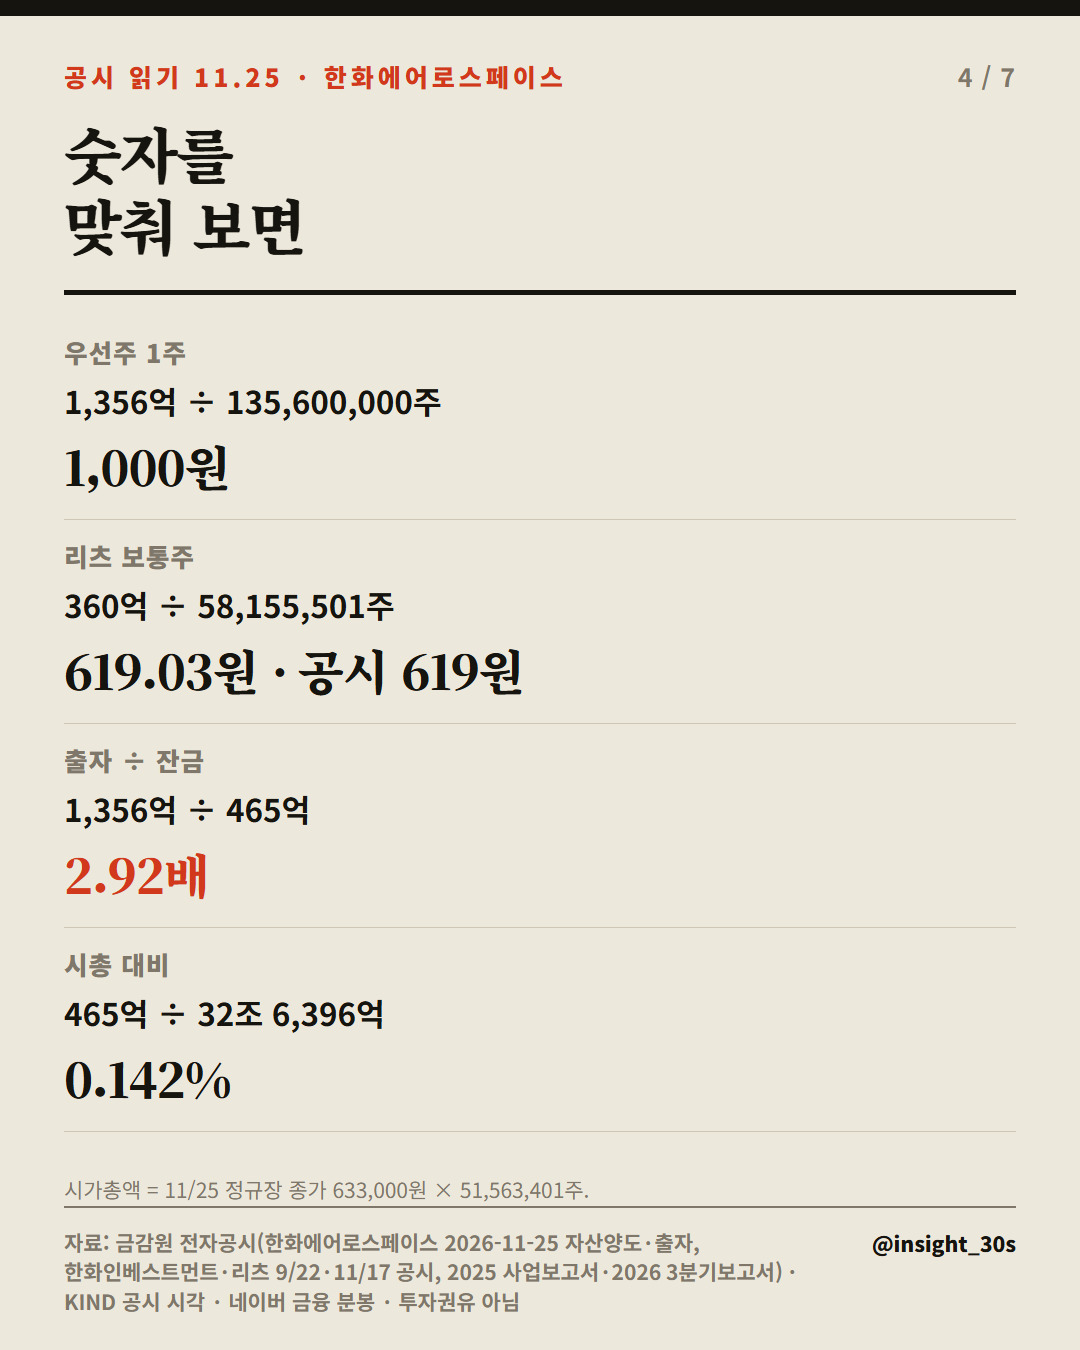 공시 읽기 11.25 · 한화에어로스페이스
4 / 7
숫자를
맞춰 보면
우선주 1주
1,356억 ÷ 135,600,000주
1,000원
리츠 보통주
360억 ÷ 58,155,501주
619.03원 · 공시 619원
출자 ÷ 잔금
1,356억 ÷ 465억
2.92배
시총 대비
465억 ÷ 32조 6,396억
0.142%
시가총액 = 11/25 정규장 종가 633,000원 × 51,563,401주.
자료: 금감원 전자공시(한화에어로스페이스 2026-11-25 자산양도·출자,
한화인베스트먼트·리츠 9/22·11/17 공시, 2025 사업보고서·2026 3분기보고서) ·
KIND 공시 시각 · 네이버 금융 분봉 · 투자권유 아님
@insight_30s